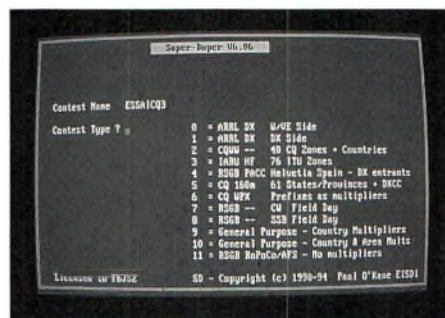 Super-Duper V6.06
Contest Name ESSAICQ3
Contest Type ?
0 = ARRL DX W/VE Side
1 = ARRL DX DX Side
2 = CQWW -- 40 CQ Zones + Countries
3 = IARU HF 76 ITU Zones
4 = RSGB PACC Helvetia Spain - DX entrants
5 = CQ 160m 61 States/Provinces + DXCC
6 = CQ WPX Prefixes as multipliers
7 = RSGB -- CW Field Day
8 = RSGB -- SSB Field Day
9 = General Purpose - Country Multipliers
10 = General Purpose - Country & Area Mults
11 = RSGB RoPoCo/AFS - No multipliers
Licensed to F6JSZ
SD - Copyright (c) 1990-94 Paul O'Kane EI5DI